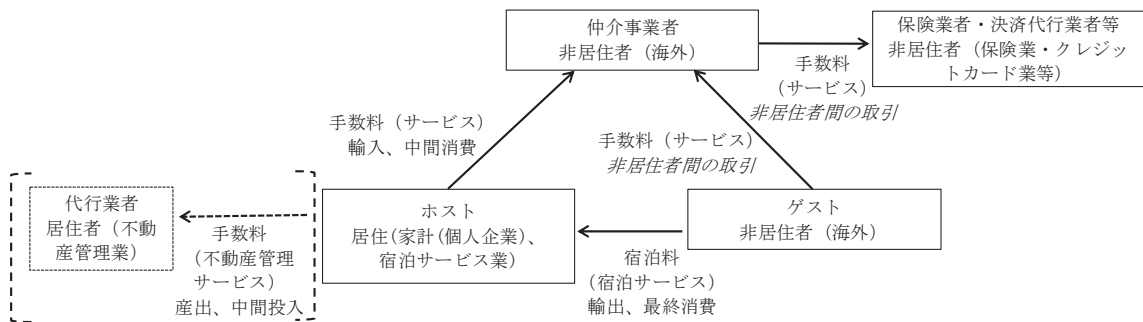 仲介事業者
非居住者(海外)
保険業者・決済代行業者等
非居住者(保険業・クレジッ
トカード業等)
手数料
(サービス)
非居住者間の取引
手数料(サービス)
輸入、中間消費
手数料(サービス)
非居住者間の取引
代行業者
居住者(不動
産管理業)
手数料
(不動産管理
サービス)
産出、中間投入
ホスト
居住(家計(個人企業)、
宿泊サービス業)
宿泊料
(宿泊サービス)
輸出、最終消費
ゲスト
非居住者(海外)